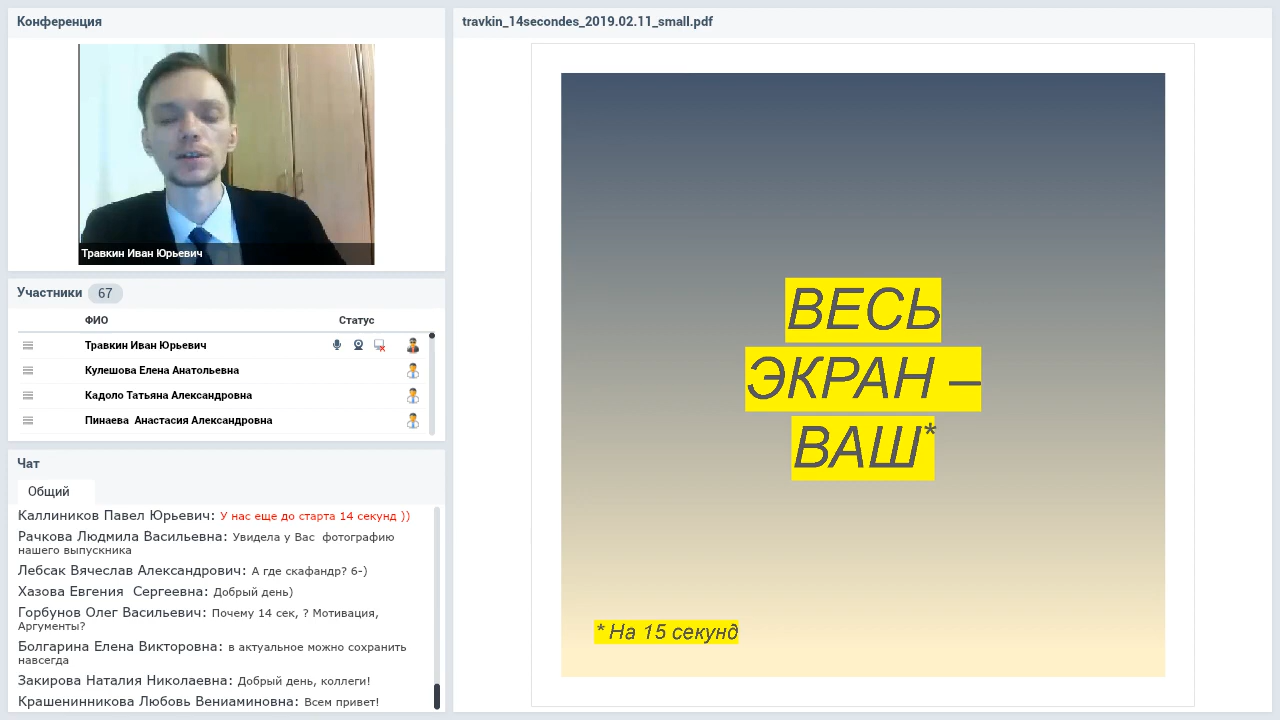 Конференция
Травкин Иван Юрьевич
Участники 67
ФИО Статус
Травкин Иван Юрьевич
Кулешова Елена Анатольевна
Кадоло Татьяна Александровна
Пинаева Анастасия Александровна
Чат
Общий
Каллиников Павел Юрьевич: У нас еще до старта 14 секунд ))
Рачкова Людмила Васильевна: Увидела у Вас фотографию
нашего выпускника
Лебсак Вячеслав Александрович: А где скафандр? 6-)
Хазова Евгения Сергеевна: Добрый день)
Горбунов Олег Васильевич: Почему 14 сек, ? Мотивация,
Аргументы?
Болгарина Елена Викторовна: в актуальное можно сохранить
навсегда
Закирова Наталия Николаевна: Добрый день, коллеги!
Крашенинникова Любовь Вениаминовна: Всем привет!
travkin_14secondes_2019.02.11_small.pdf
ВЕСЬ
ЭКРАН –
ВАШ*
* На 15 секунд